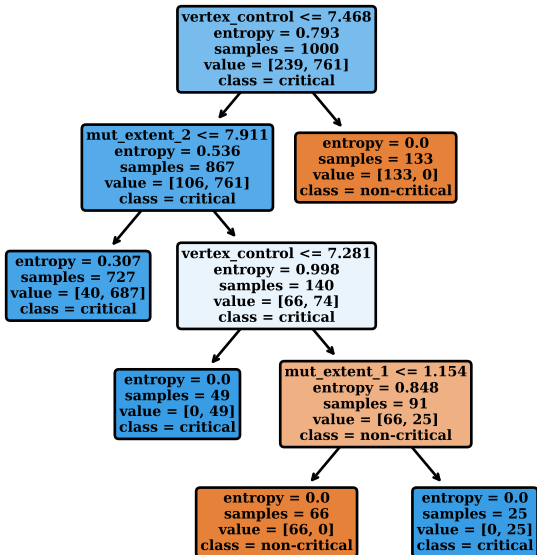 vertex_control <= 7.468
entropy = 0.793
samples = 1000
value = [239, 761]
class = critical
mut_extent_2 <= 7.911
entropy = 0.536
samples = 867
value = [106, 761]
class = critical
entropy = 0.0
samples = 133
value = [133, 0]
class = non-critical
entropy = 0.307
samples = 727
value = [40, 687]
class = critical
vertex_control <= 7.281
entropy = 0.998
samples = 140
value = [66, 74]
class = critical
entropy = 0.0
samples = 49
value = [0, 49]
class = critical
mut_extent_1 <= 1.154
entropy = 0.848
samples = 91
value = [66, 25]
class = non-critical
entropy = 0.0
samples = 66
value = [66, 0]
class = non-critical
entropy = 0.0
samples = 25
value = [0, 25]
class = critical